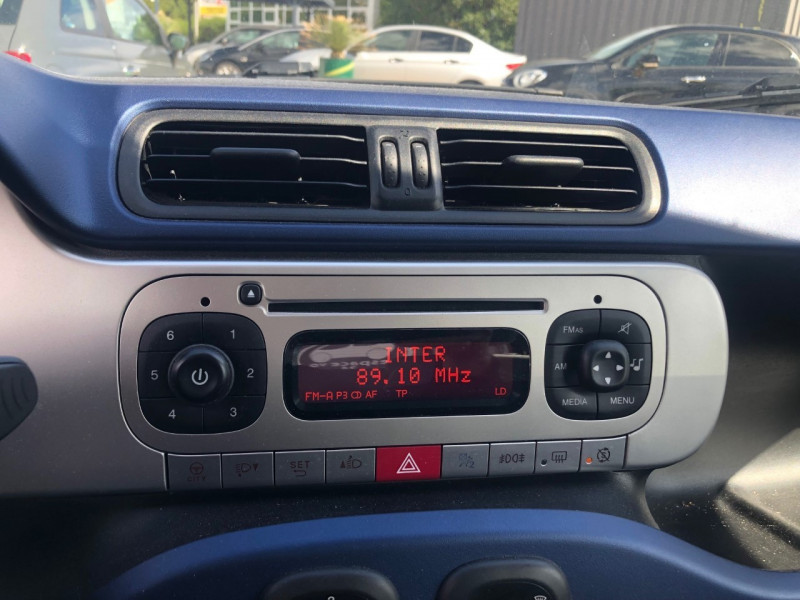 INTER
89.10 MHz
FM-A P3 CD AF TP LD
6 1
5 2
4 3
FMAS
AM
MEDIA MENU
CITY SET